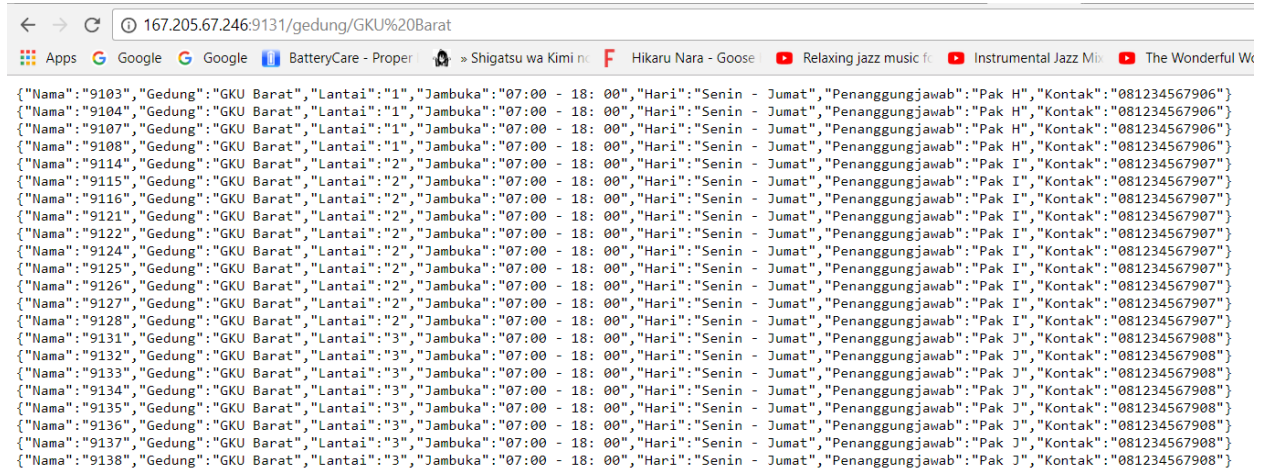 167.205.67.246:9131/gedung/GKU%20Barat
Apps Google Google BatteryCare - Proper » Shigatsu wa Kimi no Hikaru Nara - Goose Relaxing jazz music fo Instrumental Jazz Mix The Wonderful Wo
{"Nama":"9103","Gedung":"GKU Barat","Lantai":"1","Jambuka":"07:00 - 18: 00","Hari":"Senin - Jumat","Penanggungjawab":"Pak H","Kontak":"081234567906"}
{"Nama":"9104","Gedung":"GKU Barat","Lantai":"1","Jambuka":"07:00 - 18: 00","Hari":"Senin - Jumat","Penanggungjawab":"Pak H","Kontak":"081234567906"}
{"Nama":"9107","Gedung":"GKU Barat","Lantai":"1","Jambuka":"07:00 - 18: 00","Hari":"Senin - Jumat","Penanggungjawab":"Pak H","Kontak":"081234567906"}
{"Nama":"9108","Gedung":"GKU Barat","Lantai":"1","Jambuka":"07:00 - 18: 00","Hari":"Senin - Jumat","Penanggungjawab":"Pak H","Kontak":"081234567906"}
{"Nama":"9114","Gedung":"GKU Barat","Lantai":"2","Jambuka":"07:00 - 18: 00","Hari":"Senin - Jumat","Penanggungjawab":"Pak I","Kontak":"081234567907"}
{"Nama":"9115","Gedung":"GKU Barat","Lantai":"2","Jambuka":"07:00 - 18: 00","Hari":"Senin - Jumat","Penanggungjawab":"Pak I","Kontak":"081234567907"}
{"Nama":"9116","Gedung":"GKU Barat","Lantai":"2","Jambuka":"07:00 - 18: 00","Hari":"Senin - Jumat","Penanggungjawab":"Pak I","Kontak":"081234567907"}
{"Nama":"9121","Gedung":"GKU Barat","Lantai":"2","Jambuka":"07:00 - 18: 00","Hari":"Senin - Jumat","Penanggungjawab":"Pak I","Kontak":"081234567907"}
{"Nama":"9122","Gedung":"GKU Barat","Lantai":"2","Jambuka":"07:00 - 18: 00","Hari":"Senin - Jumat","Penanggungjawab":"Pak I","Kontak":"081234567907"}
{"Nama":"9124","Gedung":"GKU Barat","Lantai":"2","Jambuka":"07:00 - 18: 00","Hari":"Senin - Jumat","Penanggungjawab":"Pak I","Kontak":"081234567907"}
{"Nama":"9125","Gedung":"GKU Barat","Lantai":"2","Jambuka":"07:00 - 18: 00","Hari":"Senin - Jumat","Penanggungjawab":"Pak I","Kontak":"081234567907"}
{"Nama":"9126","Gedung":"GKU Barat","Lantai":"2","Jambuka":"07:00 - 18: 00","Hari":"Senin - Jumat","Penanggungjawab":"Pak I","Kontak":"081234567907"}
{"Nama":"9127","Gedung":"GKU Barat","Lantai":"2","Jambuka":"07:00 - 18: 00","Hari":"Senin - Jumat","Penanggungjawab":"Pak I","Kontak":"081234567907"}
{"Nama":"9128","Gedung":"GKU Barat","Lantai":"2","Jambuka":"07:00 - 18: 00","Hari":"Senin - Jumat","Penanggungjawab":"Pak I","Kontak":"081234567907"}
{"Nama":"9131","Gedung":"GKU Barat","Lantai":"3","Jambuka":"07:00 - 18: 00","Hari":"Senin - Jumat","Penanggungjawab":"Pak J","Kontak":"081234567908"}
{"Nama":"9132","Gedung":"GKU Barat","Lantai":"3","Jambuka":"07:00 - 18: 00","Hari":"Senin - Jumat","Penanggungjawab":"Pak J","Kontak":"081234567908"}
{"Nama":"9133","Gedung":"GKU Barat","Lantai":"3","Jambuka":"07:00 - 18: 00","Hari":"Senin - Jumat","Penanggungjawab":"Pak J","Kontak":"081234567908"}
{"Nama":"9134","Gedung":"GKU Barat","Lantai":"3","Jambuka":"07:00 - 18: 00","Hari":"Senin - Jumat","Penanggungjawab":"Pak J","Kontak":"081234567908"}
{"Nama":"9135","Gedung":"GKU Barat","Lantai":"3","Jambuka":"07:00 - 18: 00","Hari":"Senin - Jumat","Penanggungjawab":"Pak J","Kontak":"081234567908"}
{"Nama":"9136","Gedung":"GKU Barat","Lantai":"3","Jambuka":"07:00 - 18: 00","Hari":"Senin - Jumat","Penanggungjawab":"Pak J","Kontak":"081234567908"}
{"Nama":"9137","Gedung":"GKU Barat","Lantai":"3","Jambuka":"07:00 - 18: 00","Hari":"Senin - Jumat","Penanggungjawab":"Pak J","Kontak":"081234567908"}
{"Nama":"9138","Gedung":"GKU Barat","Lantai":"3","Jambuka":"07:00 - 18: 00","Hari":"Senin - Jumat","Penanggungjawab":"Pak J","Kontak":"081234567908"}